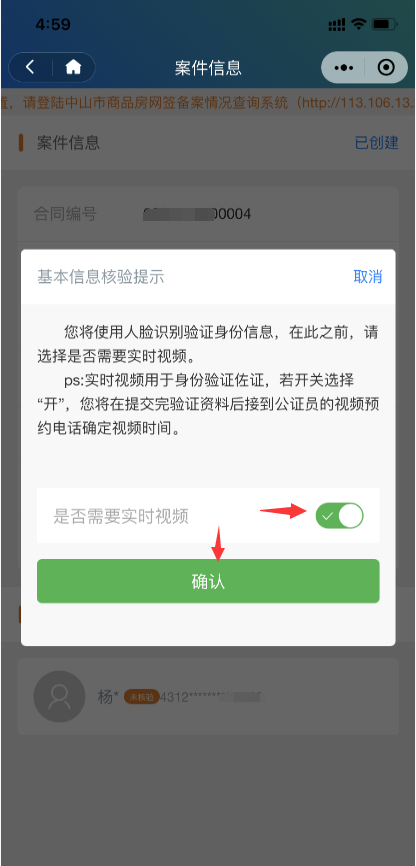 4:59
案件信息
置，请登陆中山市商品房网签备案情况查询系统（http://113.106.13.
案件信息
已创建
合同编号
00004
基本信息核验提示
取消
您将使用人脸识别验证身份信息，在此之前，请
选择是否需要实时视频。
ps:实时视频用于身份验证佐证，若开关选择
“开”，您将在提交完验证资料后接到公证员的视频预
约电话确定视频时间。
是否需要实时视频
确认
杨* 未核验 4312********